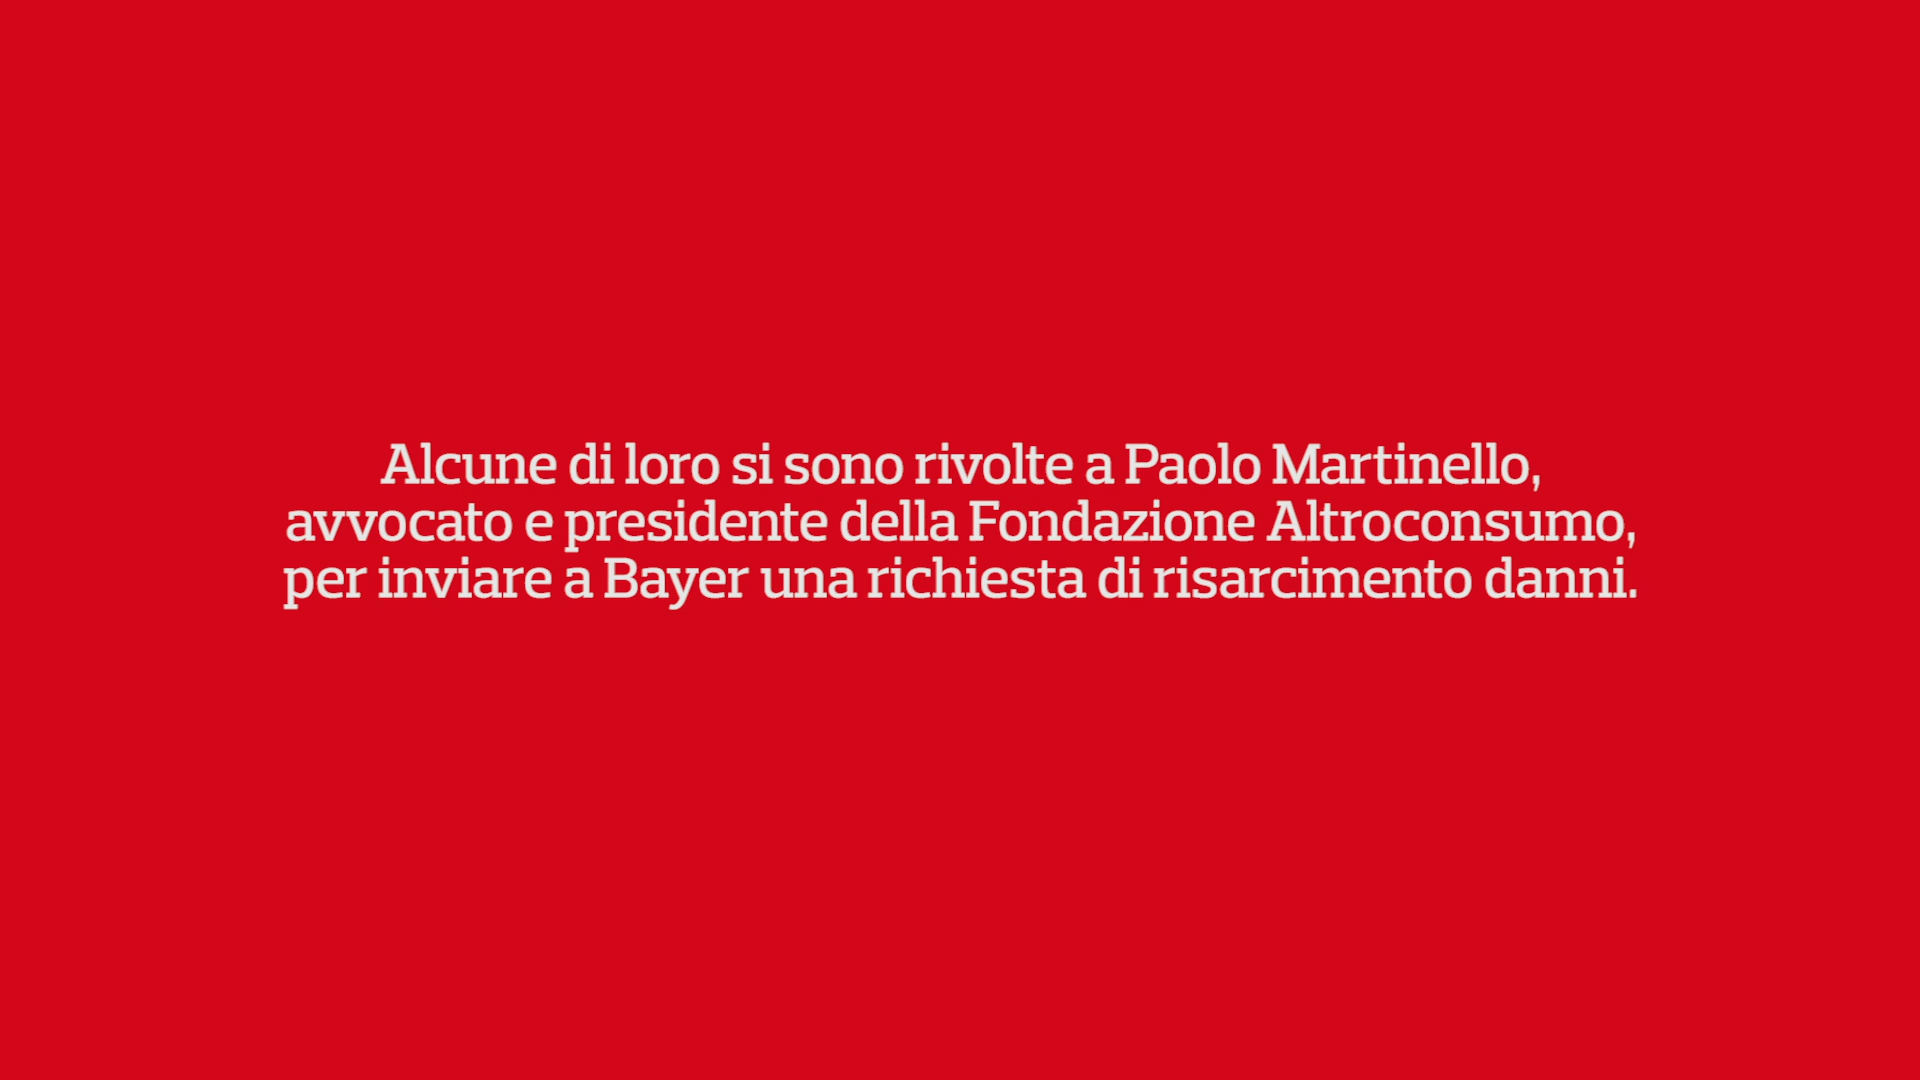 Alcune di loro si sono rivolte a Paolo Martinello,
avvocato e presidente della Fondazione Altroconsumo,
per inviare a Bayer una richiesta di risarcimento danni.